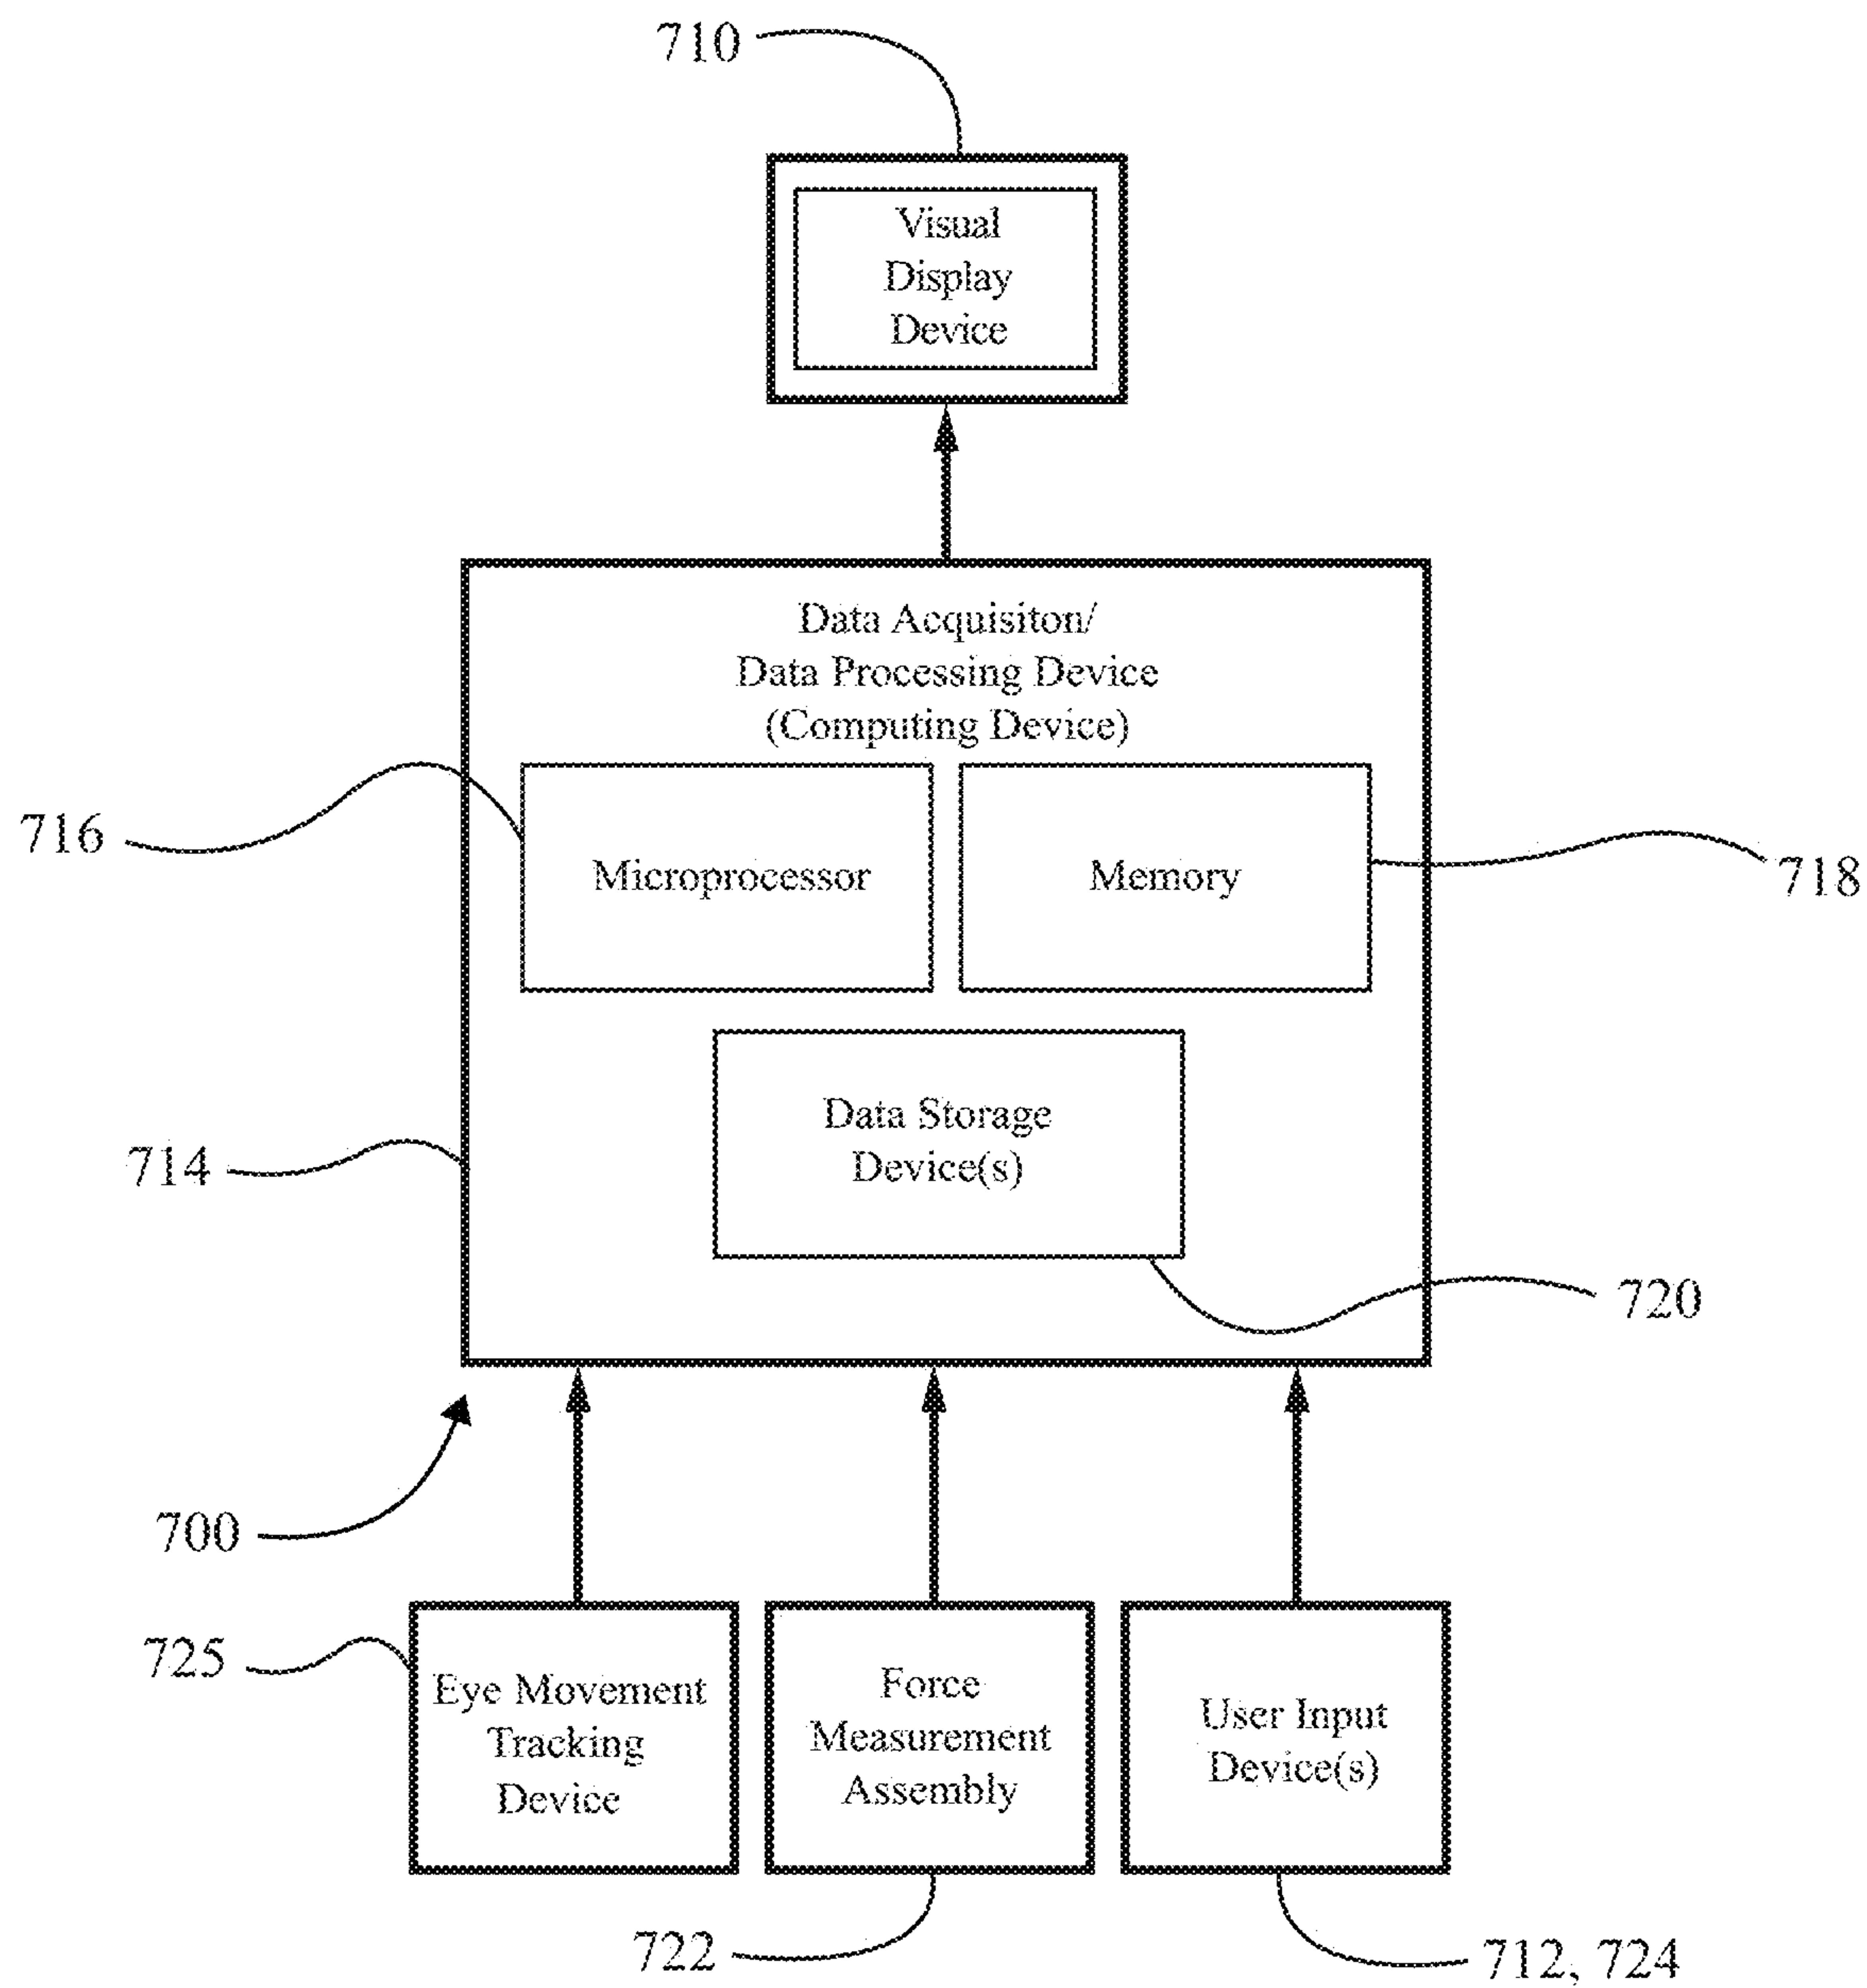 710
Visual
Display
Device
Data Acquisiton/
Data Processing Device
(Computing Device)
716
Microprocessor
Memory
718
Data Storage
Device(s)
714
720
700
725
Eye Movement
Tracking
Device
Force
Measurement
Assembly
User Input
Device(s)
722
712, 724